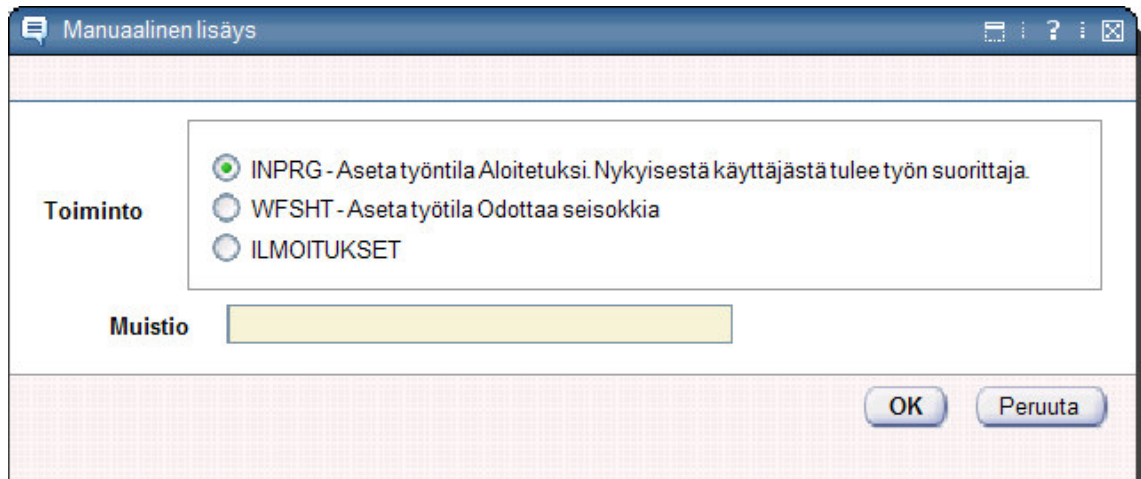 Manuaalinen lisäys
?
Toiminto
INPRG - Aseta työntila Aloitetuksi. Nykyisestä käyttäjästä tulee työn suorittaja.
WFSHT - Aseta työtila Odottaa seisokkia
ILMOITUKSET
Muistio
OK Peruuta